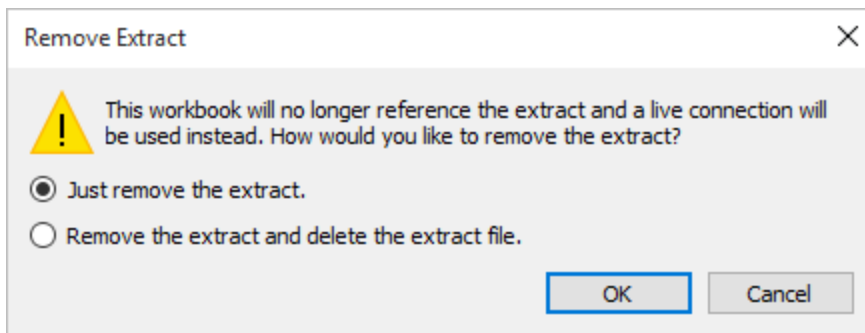 Remove Extract
This workbook will no longer reference the extract and a live connection will
be used instead. How would you like to remove the extract?
Just remove the extract.
Remove the extract and delete the extract file.
OK
Cancel